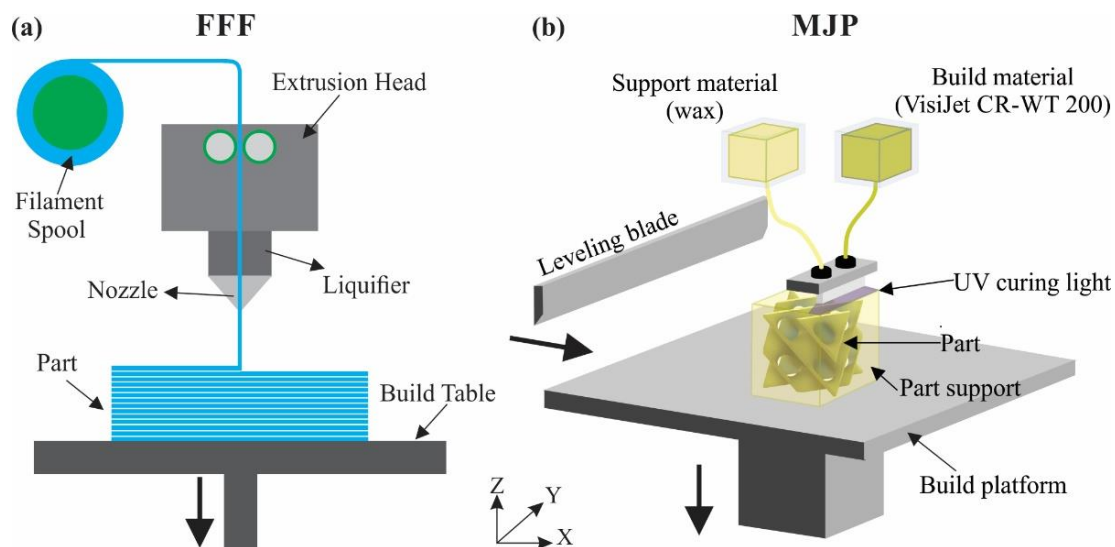 (a)
FFF
Extrusion Head
Filament
Spool
Liquifier
Nozzle
Part
Build Table
(b)
MJP
Support material
(wax)
Build material
(VisiJet CR-WT 200)
Leveling blade
UV curing light
Part
Part support
Build platform
Z
Y
X